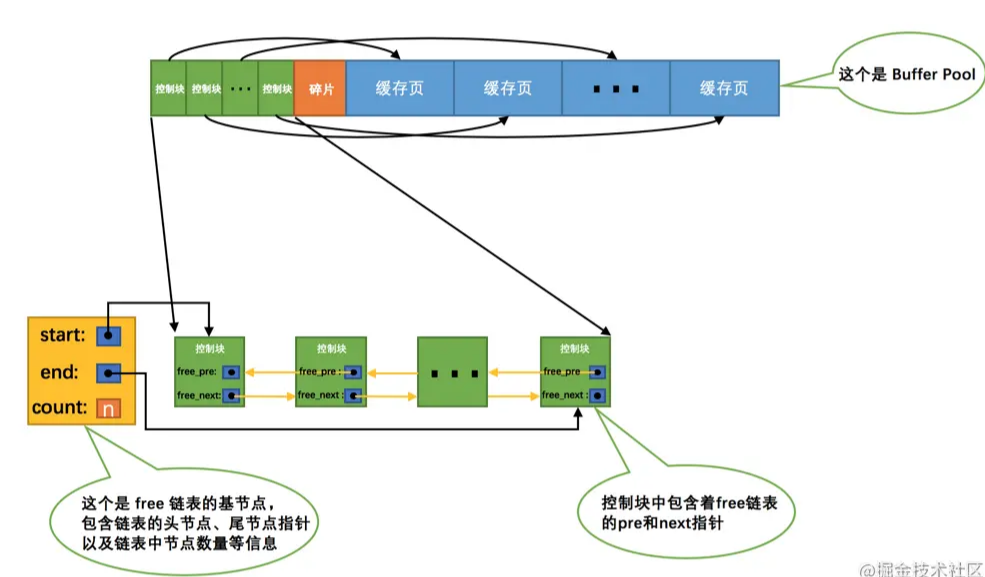 控制块 控制块 ··· 控制块 碎片 缓存页 缓存页 ··· 缓存页
这个是 Buffer Pool
start:
end:
count: n
控制块
free_pre:
free_next:
控制块
free_pre :
free_next :
···
控制块
free_pre
free_next :
这个是 free 链表的基节点，
包含链表的头节点、尾节点指针
以及链表中节点数量等信息
控制块中包含着free链表
的pre和next指针
@掘金技术社区